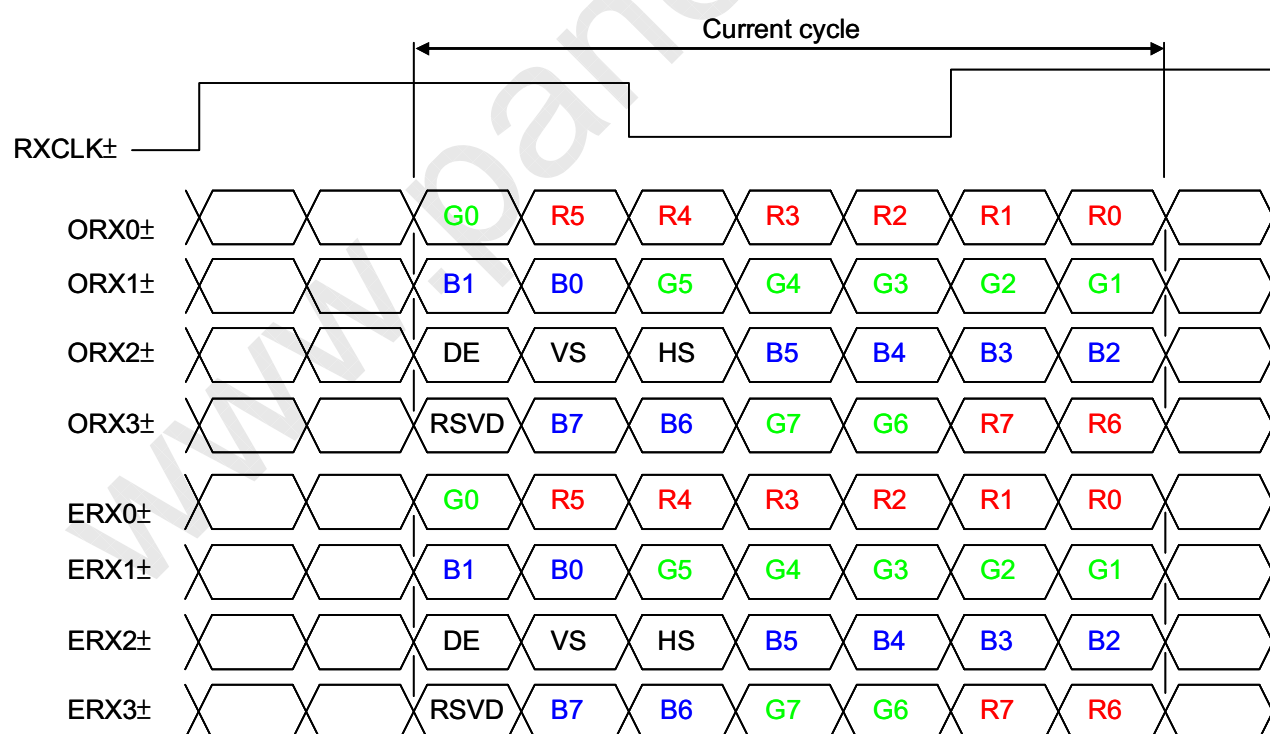 Current cycle
RXCLK±
ORX0± G0 R5 R4 R3 R2 R1 R0
ORX1± B1 B0 G5 G4 G3 G2 G1
ORX2± DE VS HS B5 B4 B3 B2
ORX3± RSVD B7 B6 G7 G6 R7 R6
ERX0± G0 R5 R4 R3 R2 R1 R0
ERX1± B1 B0 G5 G4 G3 G2 G1
ERX2± DE VS HS B5 B4 B3 B2
ERX3± RSVD B7 B6 G7 G6 R7 R6
www.pan